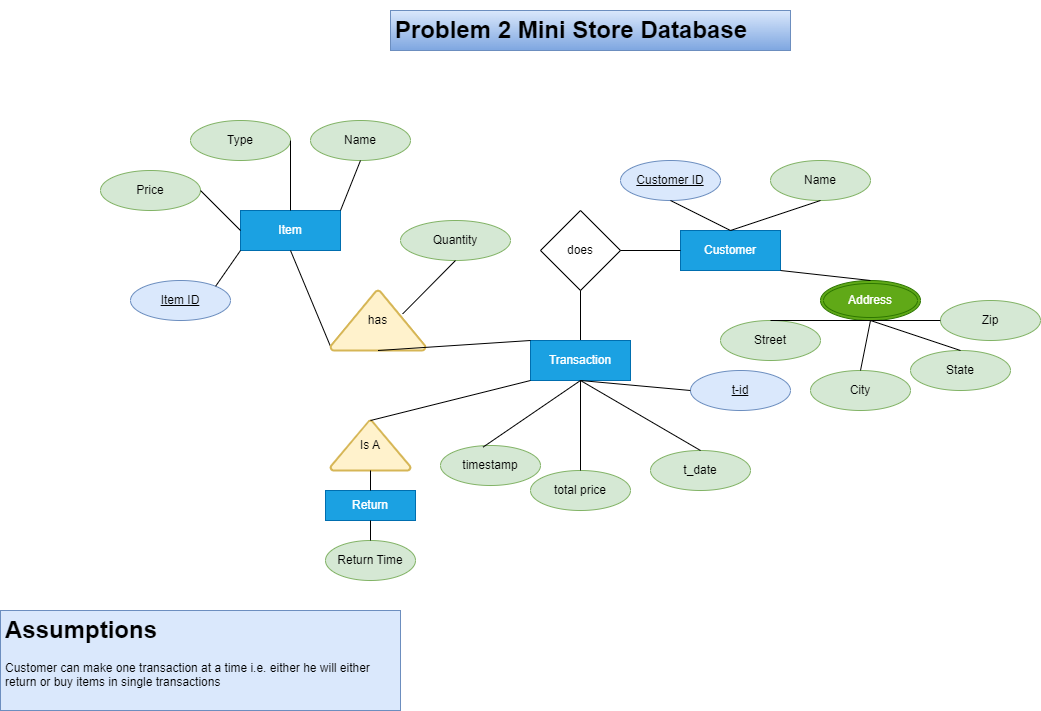 Problem 2 Mini Store Database
Type
Name
Price
Item
Item ID
Quantity
has
Customer ID
Name
does
Customer
Address
Street
Zip
City
State
Transaction
t-id
Is A
timestamp
total price
t_date
Return
Return Time
Assumptions
Customer can make one transaction at a time i.e. either he will either
return or buy items in single transactions